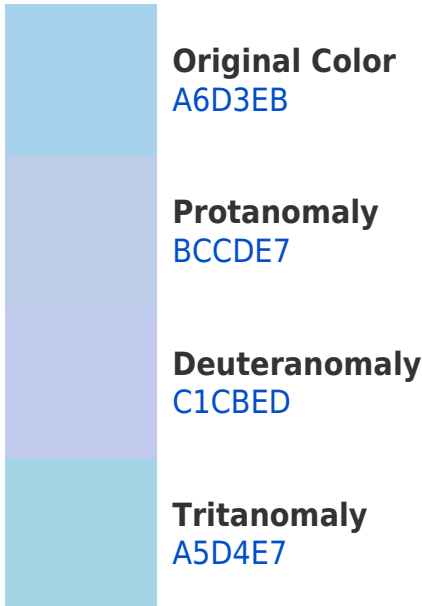 Original Color
A6D3EB
Protanomaly
BCCDE7
Deuteranomaly
C1CBED
Tritanomaly
A5D4E7